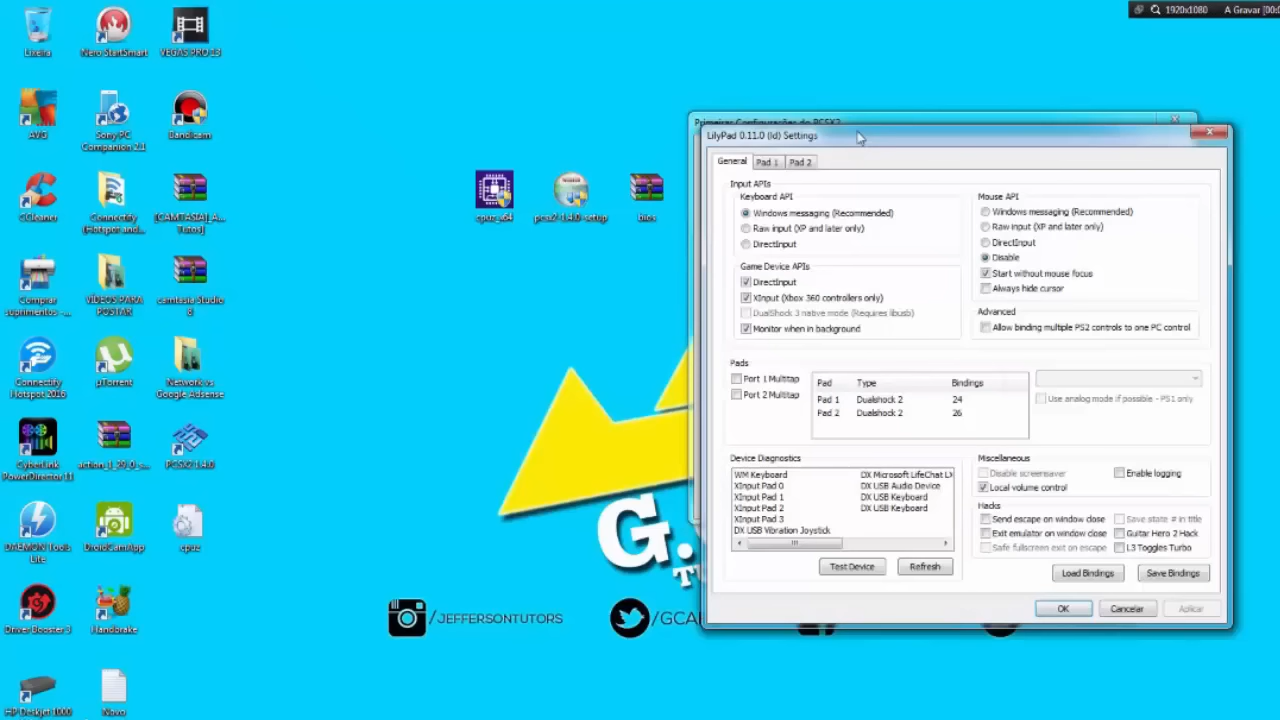 1920x1080
A Gravar [00:0
Lixeira
Nero StartSmart
VEGAS PRO 13
AVG
Sony PC
Companion 2.1
Bandicam
CCleaner
Connectify
(Hotspot and...
[CAMTASIA]_A...
Tutos]
Comprar
suprimentos -...
VÍDEOS PARA
POSTAR
camtasia Studio
8
Connectify
Hotspot 2016
µTorrent
Network vs
Google Adsense
CyberLink
PowerDirector 11
PCSX2 1.4.0
DAEMON Tools
Lite
DroidCamApp
cpuz
Driver Booster 3
Handbrake
HP Deskjet 1000
Novo
cpuz_x64
pcsx2-1.4.0-setup
bios
G.
/JEFFERSONTUTORS
/GCA
Primeiras Configurações do PCSX2
LilyPad 0.11.0 (ld) Settings
General
Pad 1
Pad 2
Input APIs
Keyboard API
Windows messaging (Recommended)
Raw input (XP and later only)
DirectInput
Mouse API
Windows messaging (Recommended)
Raw input (XP and later only)
DirectInput
Disable
Start without mouse focus
Always hide cursor
Game Device APIs
DirectInput
XInput (Xbox 360 controllers only)
DualShock 3 native mode (Requires libusb)
Monitor when in background
Advanced
Allow binding multiple PS2 controls to one PC control
Pads
Port 1 Multitap
Port 2 Multitap
Pad Type Bindings
Pad 1 Dualshock 2 24
Pad 2 Dualshock 2 26
Use analog mode if possible - PS1 only
Device Diagnostics
WM Keyboard DX Microsoft LifeChat LX
XInput Pad 0 DX USB Audio Device
XInput Pad 1 DX USB Keyboard
XInput Pad 2 DX USB Keyboard
XInput Pad 3
DX USB Vibration Joystick
Test Device
Refresh
Miscellaneous
Disable screensaver
Enable logging
Local volume control
Hacks
Send escape on window close
Save state # in title
Exit emulator on window close
Guitar Hero 2 Hack
Safe fullscreen exit on escape
L3 Toggles Turbo
Load Bindings
Save Bindings
OK
Cancelar
Aplicar